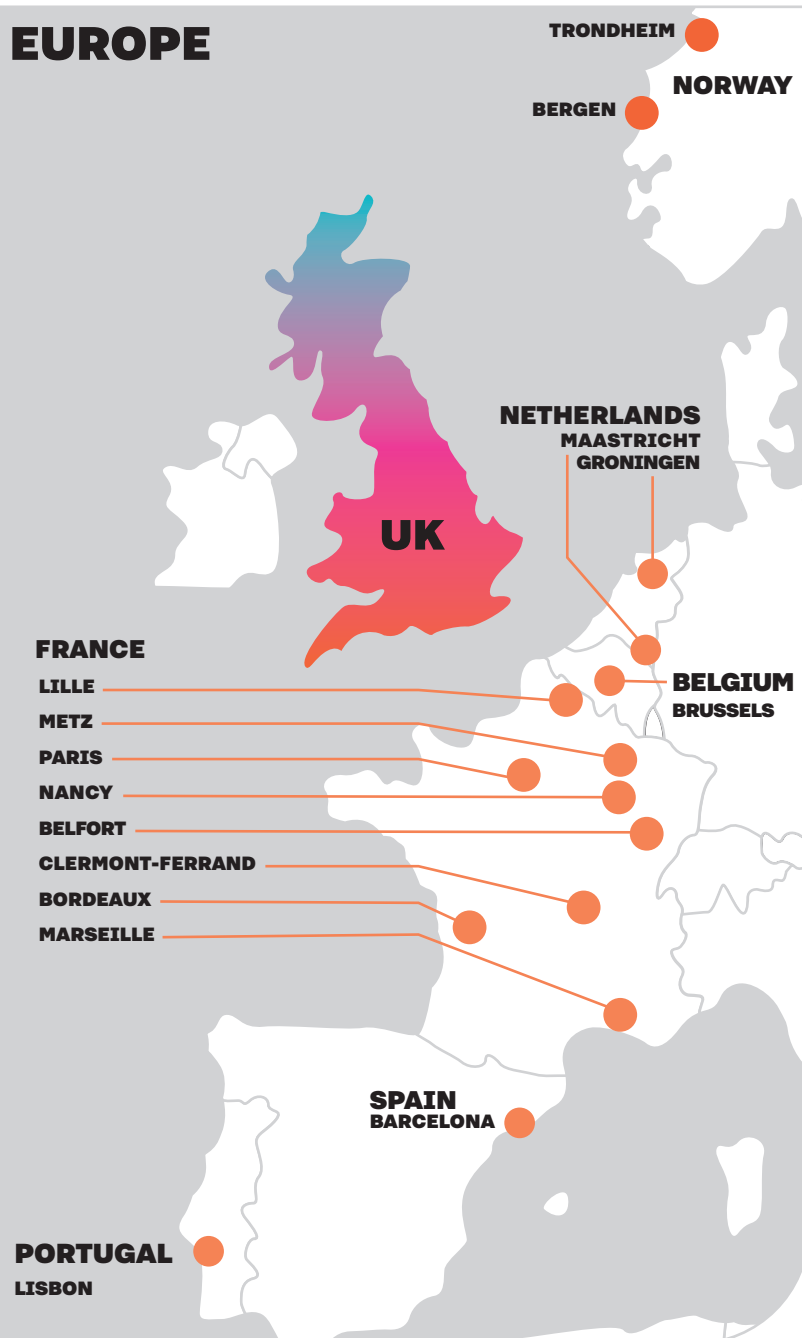 EUROPE
TRONDHEIM
NORWAY
BERGEN
NETHERLANDS
MAASTRICHT
GRONINGEN
UK
FRANCE
LILLE
METZ
PARIS
NANCY
BELFORT
CLERMONT-FERRAND
BORDEAUX
MARSEILLE
BELGIUM
BRUSSELS
SPAIN
BARCELONA
PORTUGAL
LISBON